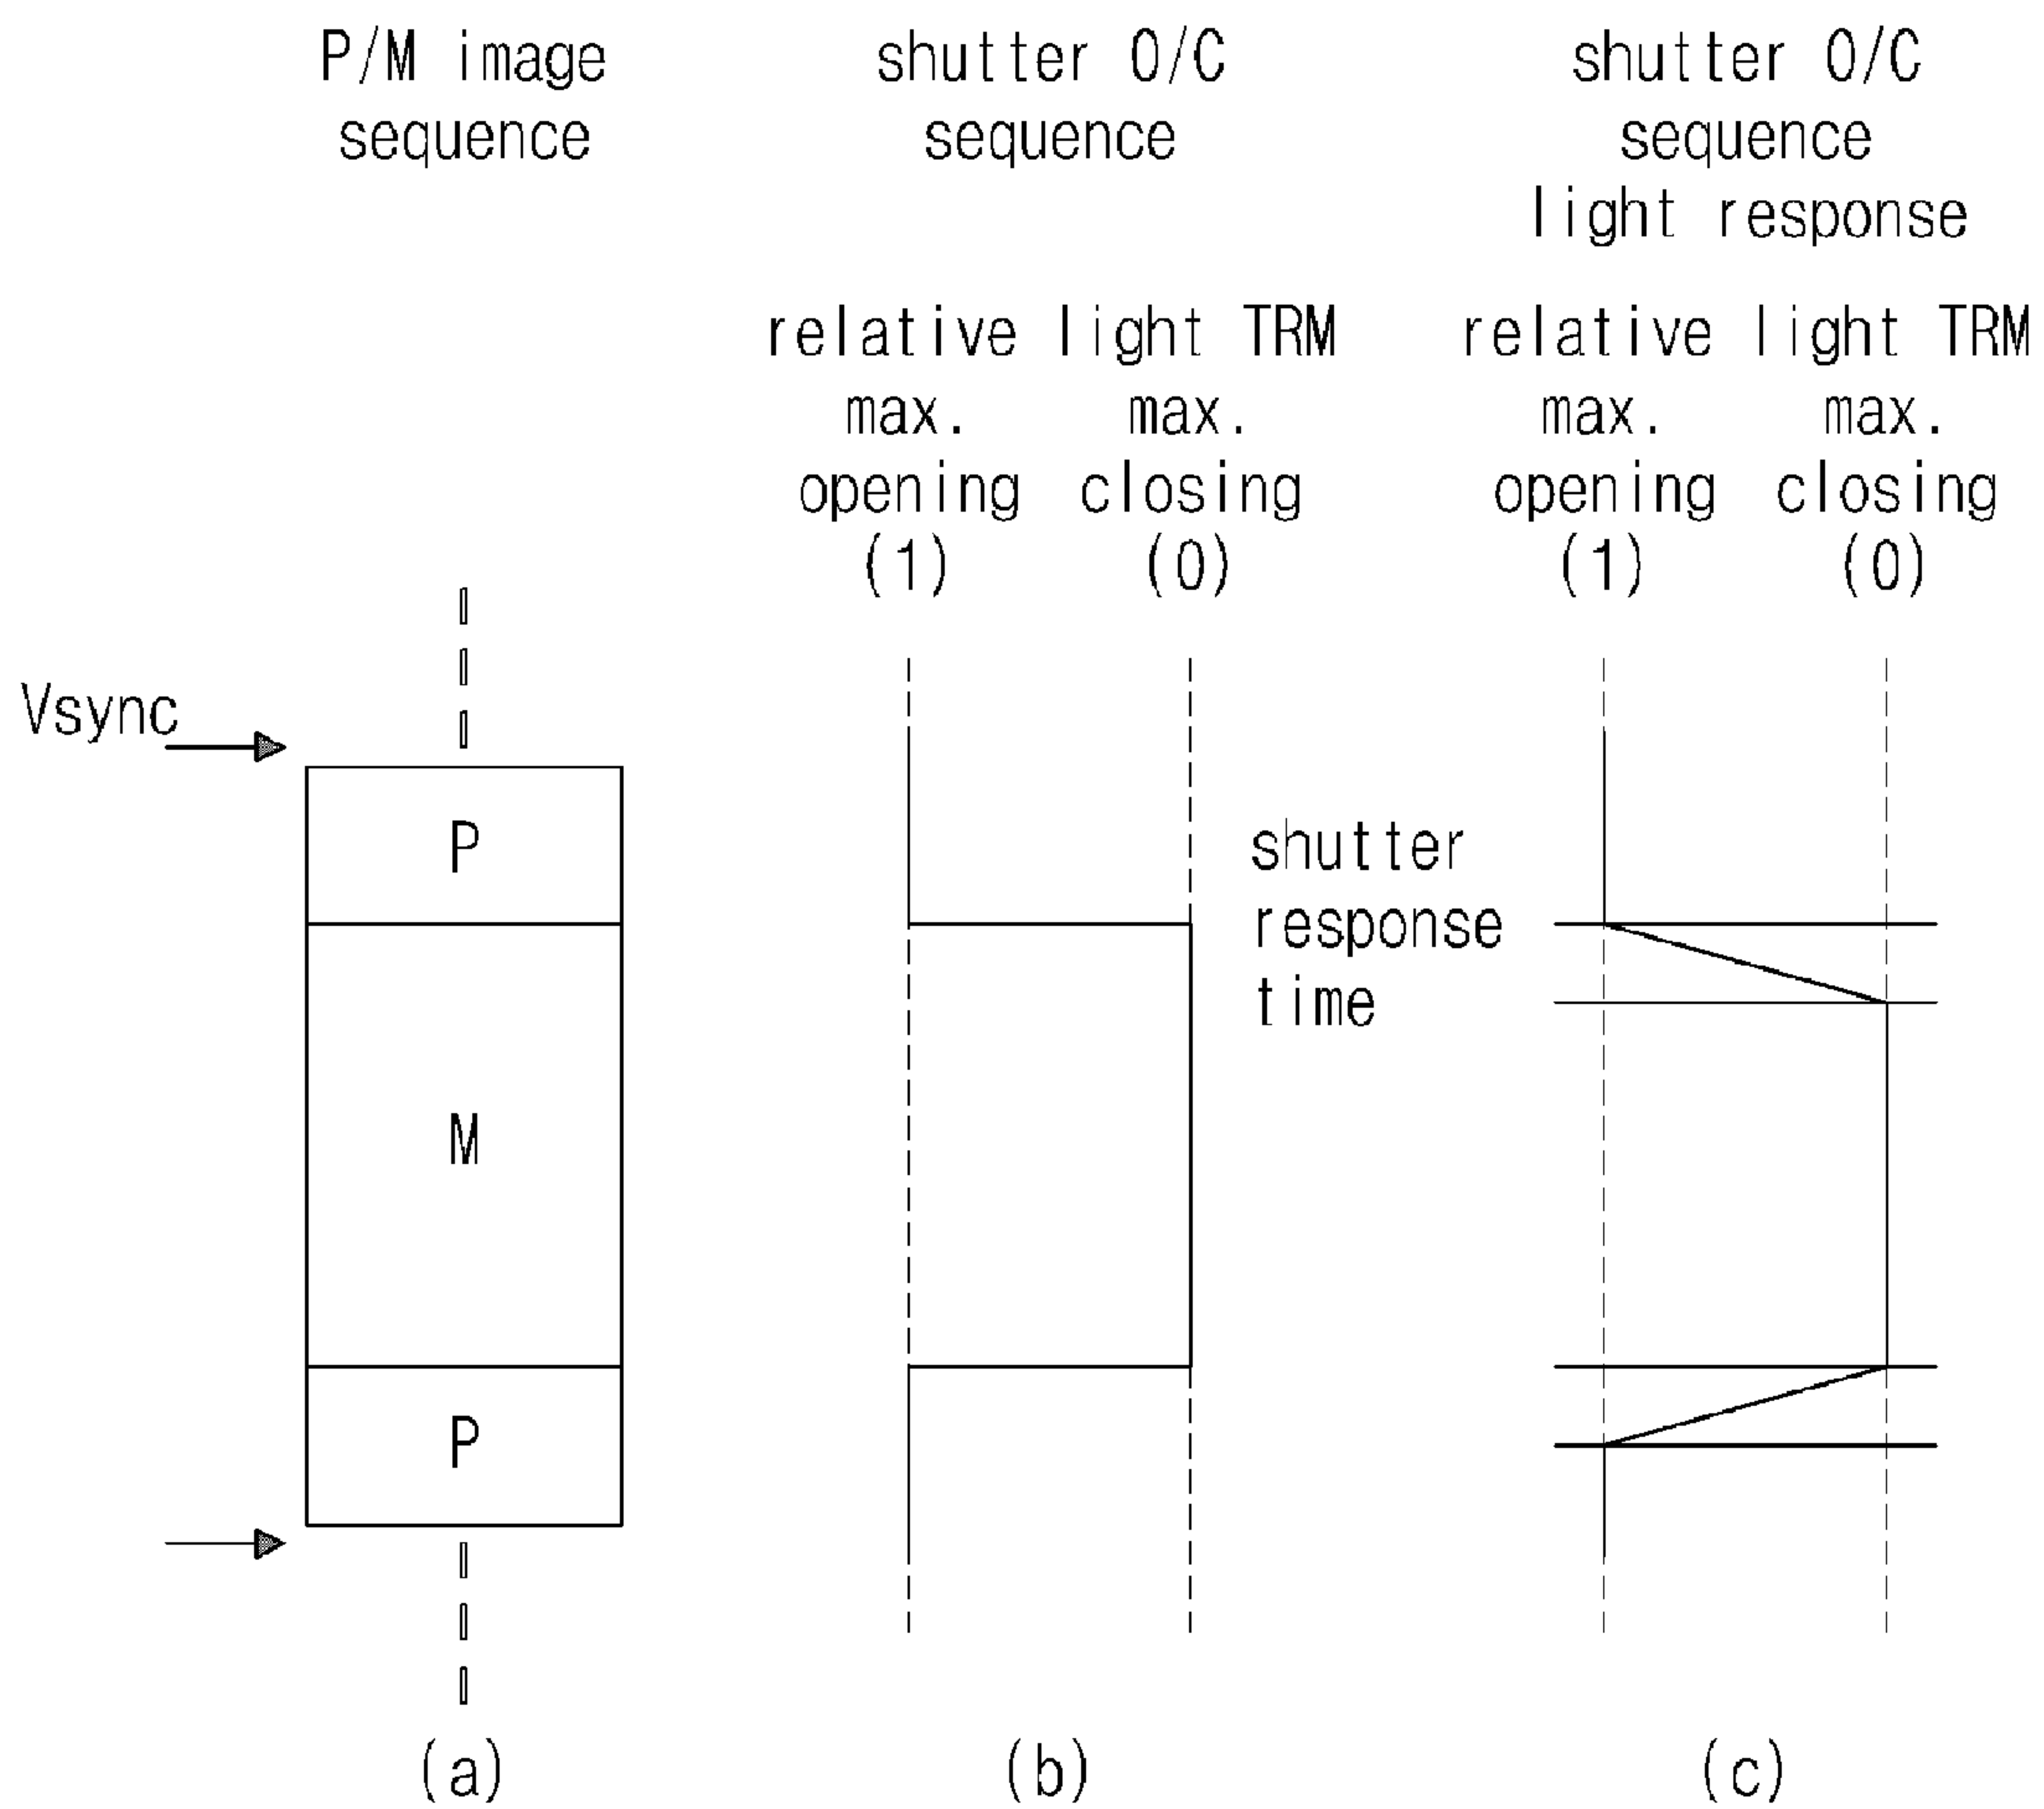 P/M image
sequence
shutter O/C
sequence
shutter O/C
sequence
light response
relative light TRM
max. max.
opening closing
(1) (0)
relative light TRM
max. max.
opening closing
(1) (0)
Vsync
P
M
P
shutter
response
time
(a)
(b)
(c)